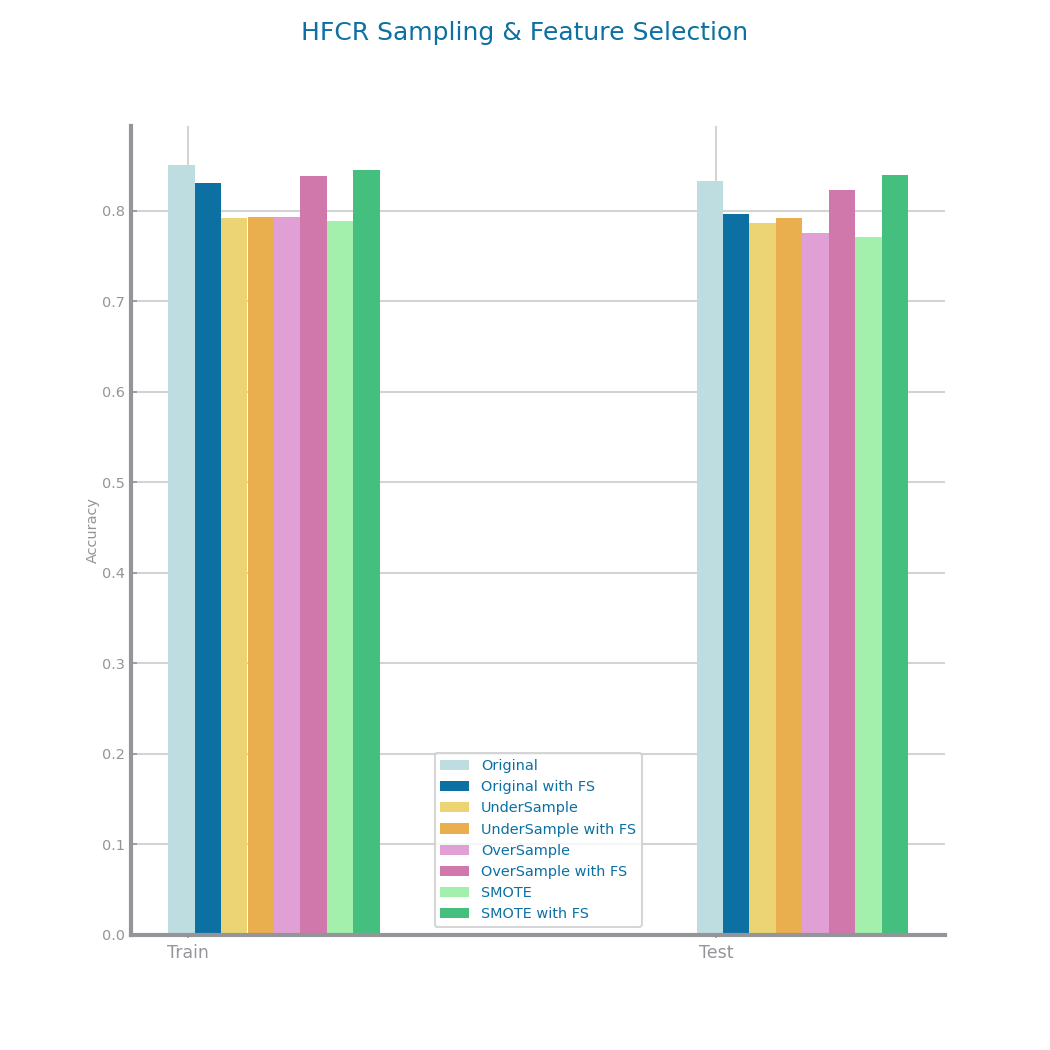 HFCR Sampling & Feature Selection
Accuracy
0.8
0.7
0.6
0.5
0.4
0.3
0.2
0.1
0.0
Original
Original with FS
UnderSample
UnderSample with FS
OverSample
OverSample with FS
SMOTE
SMOTE with FS
Train
Test